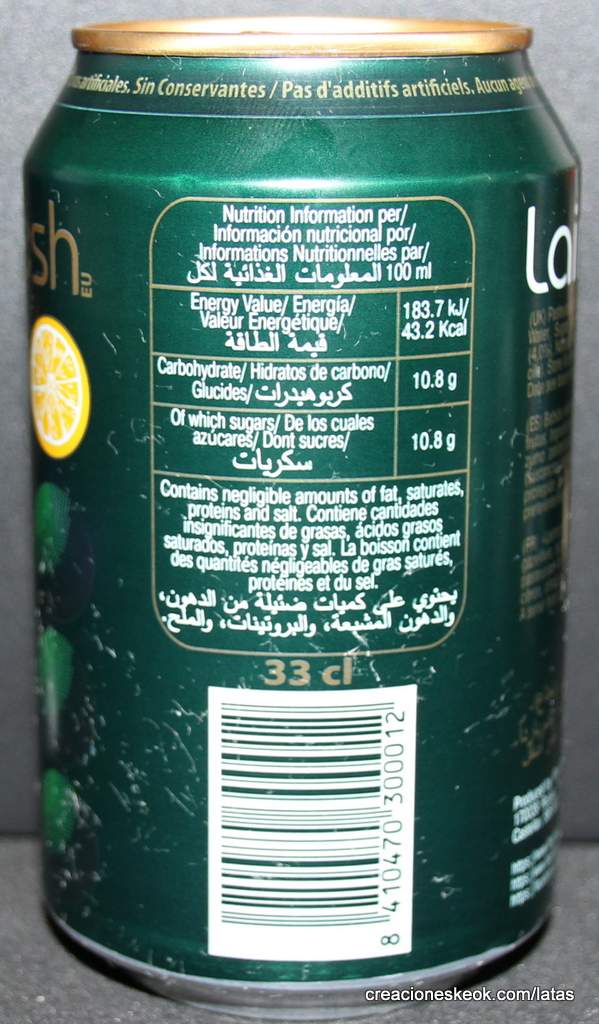 artificiales. Sin Conservantes / Pas d'additifs artificiels. Aucun
sh
EU
Nutrition Information per/
Información nutricional por/
Informations Nutritionnelles par/
المعلومات الغذائية لكل 100 ml
Energy Value/ Energía/
Valeur Energétique/
قيمة الطاقة
183.7 kJ/
43.2 Kcal
Carbohydrate/ Hidratos de carbono/
Glucides/ كربوهيدرات
10.8 g
Of which sugars/ De los cuales
azúcares/ Dont sucres/
سكريات
10.8 g
Contains negligible amounts of fat, saturates,
proteins and salt. Contiene cantidades
insignificantes de grasas, ácidos grasos
saturados, proteínas y sal. La boisson contient
des quantités négligeables de gras saturés,
protéines et du sel.
يحتوي على كميات ضئيلة من الدهون،
والدهون المشبعة، والبروتينات، والملح.
33 cl
8 410470 300012
Lai
creacioneskeok.com/latas